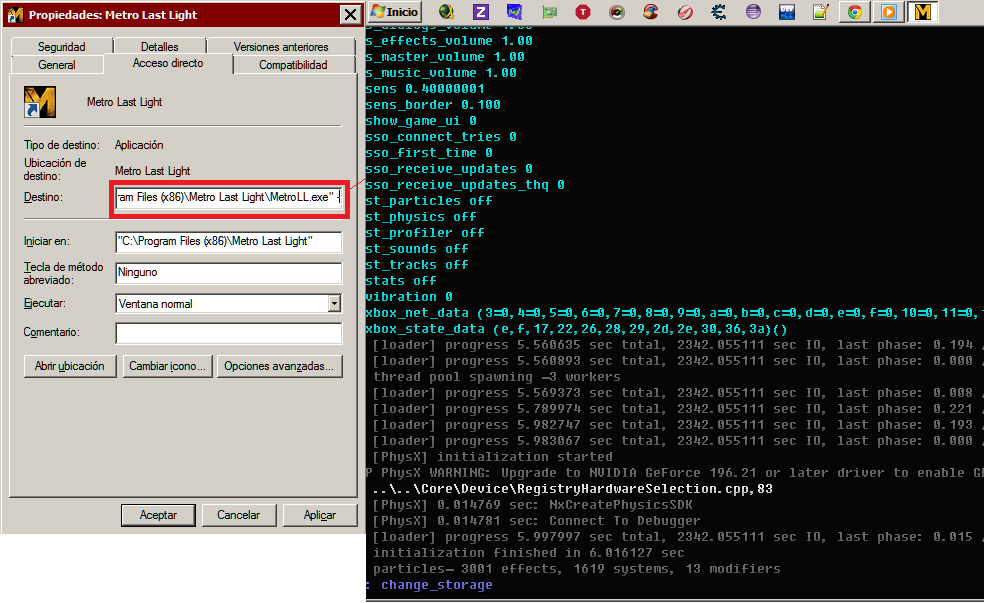 Propiedades: Metro Last Light
Seguridad
Detalles
Versiones anteriores
General
Acceso directo
Compatibilidad
Metro Last Light
Tipo de destino: Aplicación
Ubicación de destino: Metro Last Light
Destino: ram Files (x86)\Metro Last Light\MetroLL.exe" -
Iniciar en: "C:\Program Files (x86)\Metro Last Light"
Tecla de método abreviado: Ninguno
Ejecutar: Ventana normal
Comentario:
Abrir ubicación
Cambiar icono...
Opciones avanzadas...
Aceptar
Cancelar
Aplicar
Inicio
s_effects_volume 1.00
s_master_volume 1.00
s_music_volume 1.00
sens 0.40000001
sens_border 0.100
show_game_ui 0
sso_connect_tries 0
sso_first_time 0
sso_receive_updates 0
sso_receive_updates_thq 0
st_particles off
st_physics off
st_profiler off
st_sounds off
st_tracks off
stats off
vibration 0
xbox_net_data (3=0,4=0,5=0,6=0,7=0,8=0,9=0,a=0,b=0,c=0,d=0,e=0,f=0,10=0,11=0,
xbox_state_data (e,f,17,22,26,28,29,2d,2e,30,36,3a)()
[loader] progress 5.560635 sec total, 2342.055111 sec IO, last phase: 0.194 /
[loader] progress 5.560893 sec total, 2342.055111 sec IO, last phase: 0.000 /
thread pool spawning -3 workers
[loader] progress 5.569373 sec total, 2342.055111 sec IO, last phase: 0.008 /
[loader] progress 5.789974 sec total, 2342.055111 sec IO, last phase: 0.221 /
[loader] progress 5.982747 sec total, 2342.055111 sec IO, last phase: 0.193 /
[loader] progress 5.983067 sec total, 2342.055111 sec IO, last phase: 0.000 /
[PhysX] initialization started
P PhysX WARNING: Upgrade to NVIDIA GeForce 196.21 or later driver to enable
..\..\Core\Device\RegistryHardwareSelection.cpp,83
[PhysX] 0.014769 sec: NxCreatePhysicsSDK
[PhysX] 0.014781 sec: Connect To Debugger
[loader] progress 5.997997 sec total, 2342.055111 sec IO, last phase: 0.015 /
initialization finished in 6.016127 sec
particles- 3001 effects, 1619 systems, 13 modifiers
: change_storage